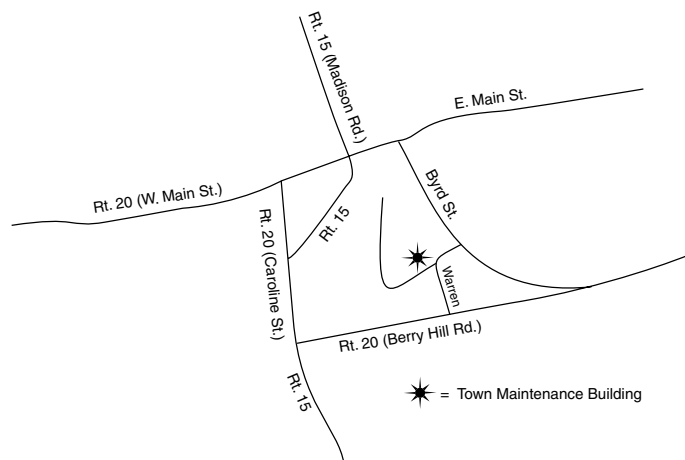 Rt. 15 (Madison Rd.)
E. Main St.
Rt. 20 (W. Main St.)
Byrd St.
Rt. 15
Rt. 20 (Caroline St.)
Warren
Rt. 20 (Berry Hill Rd.)
Rt. 15
= Town Maintenance Building